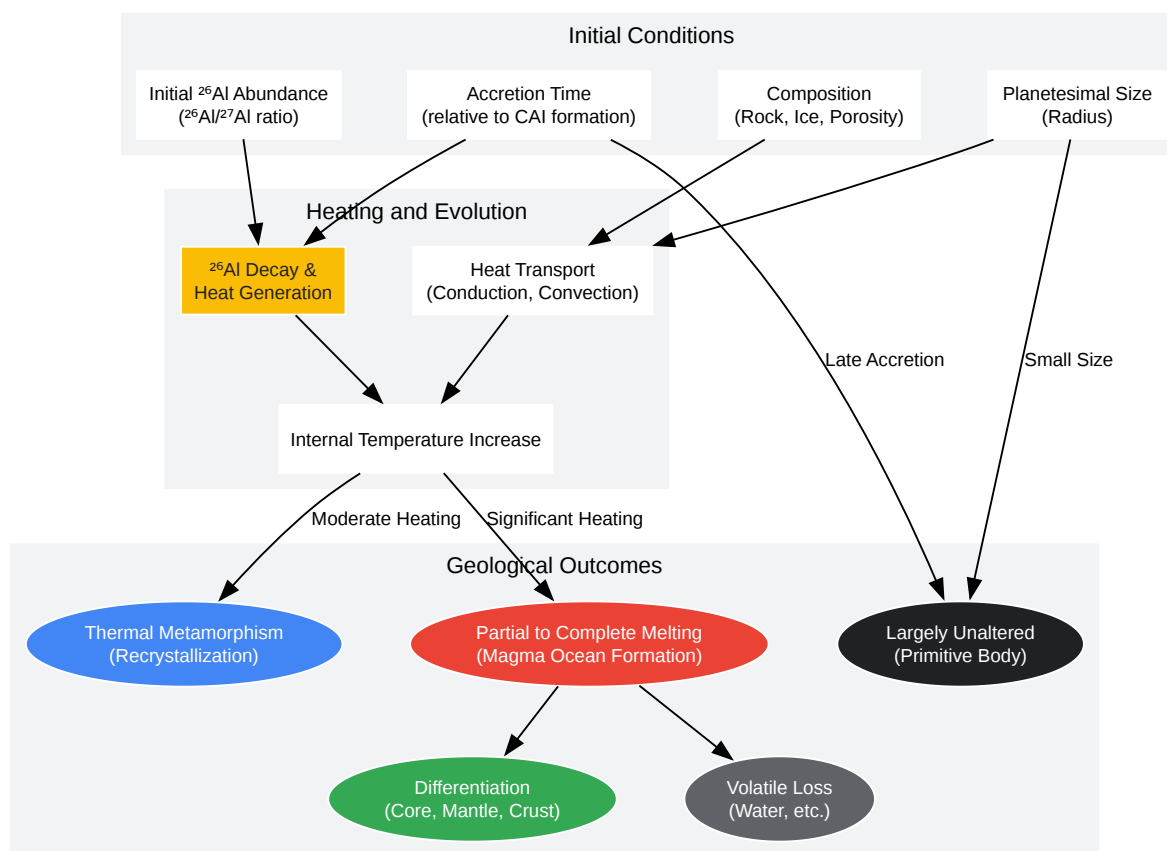 Initial Conditions
Initial ²⁶Al Abundance
(²⁶Al/²⁷Al ratio)
Accretion Time
(relative to CAI formation)
Composition
(Rock, Ice, Porosity)
Planetesimal Size
(Radius)
Heating and Evolution
²⁶Al Decay &
Heat Generation
Heat Transport
(Conduction, Convection)
Late Accretion
Small Size
Internal Temperature Increase
Moderate Heating
Significant Heating
Geological Outcomes
Thermal Metamorphism
(Recrystallization)
Partial to Complete Melting
(Magma Ocean Formation)
Largely Unaltered
(Primitive Body)
Differentiation
(Core, Mantle, Crust)
Volatile Loss
(Water, etc.)